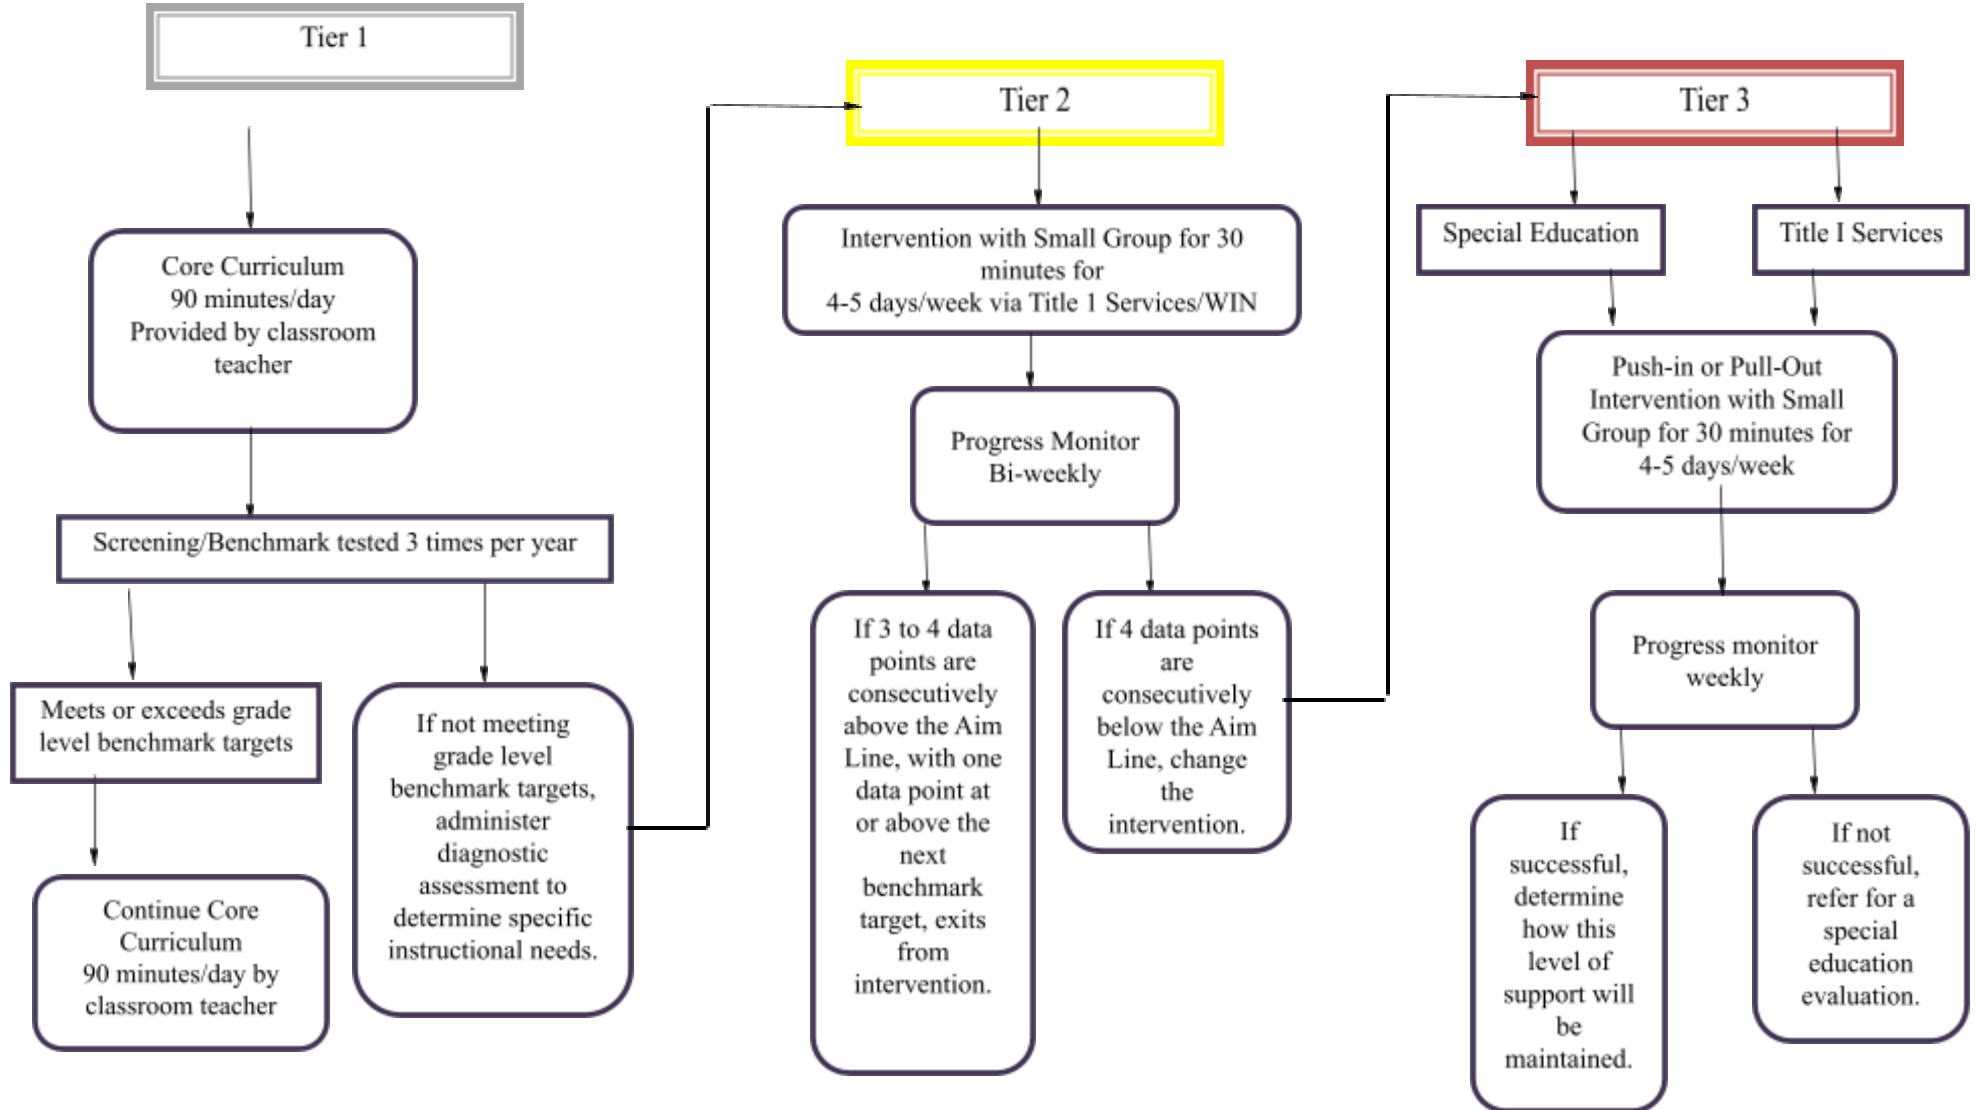 Tier 1
Core Curriculum
90 minutes/day
Provided by classroom
teacher
Screening/Benchmark tested 3 times per year
Meets or exceeds grade
level benchmark targets
Continue Core
Curriculum
90 minutes/day by
classroom teacher
If not meeting
grade level
benchmark targets,
administer
diagnostic
assessment to
determine specific
instructional needs.
Tier 2
Intervention with Small Group for 30
minutes for
4-5 days/week via Title 1 Services/WIN
Progress Monitor
Bi-weekly
If 3 to 4 data
points are
consecutively
above the Aim
Line, with one
data point at
or above the
next
benchmark
target, exits
from
intervention.
If 4 data points
are
consecutively
below the Aim
Line, change
the
intervention.
Tier 3
Special Education
Title I Services
Push-in or Pull-Out
Intervention with Small
Group for 30 minutes for
4-5 days/week
Progress monitor
weekly
If
successful,
determine
how this
level of
support will
be
maintained.
If not
successful,
refer for a
special
education
evaluation.